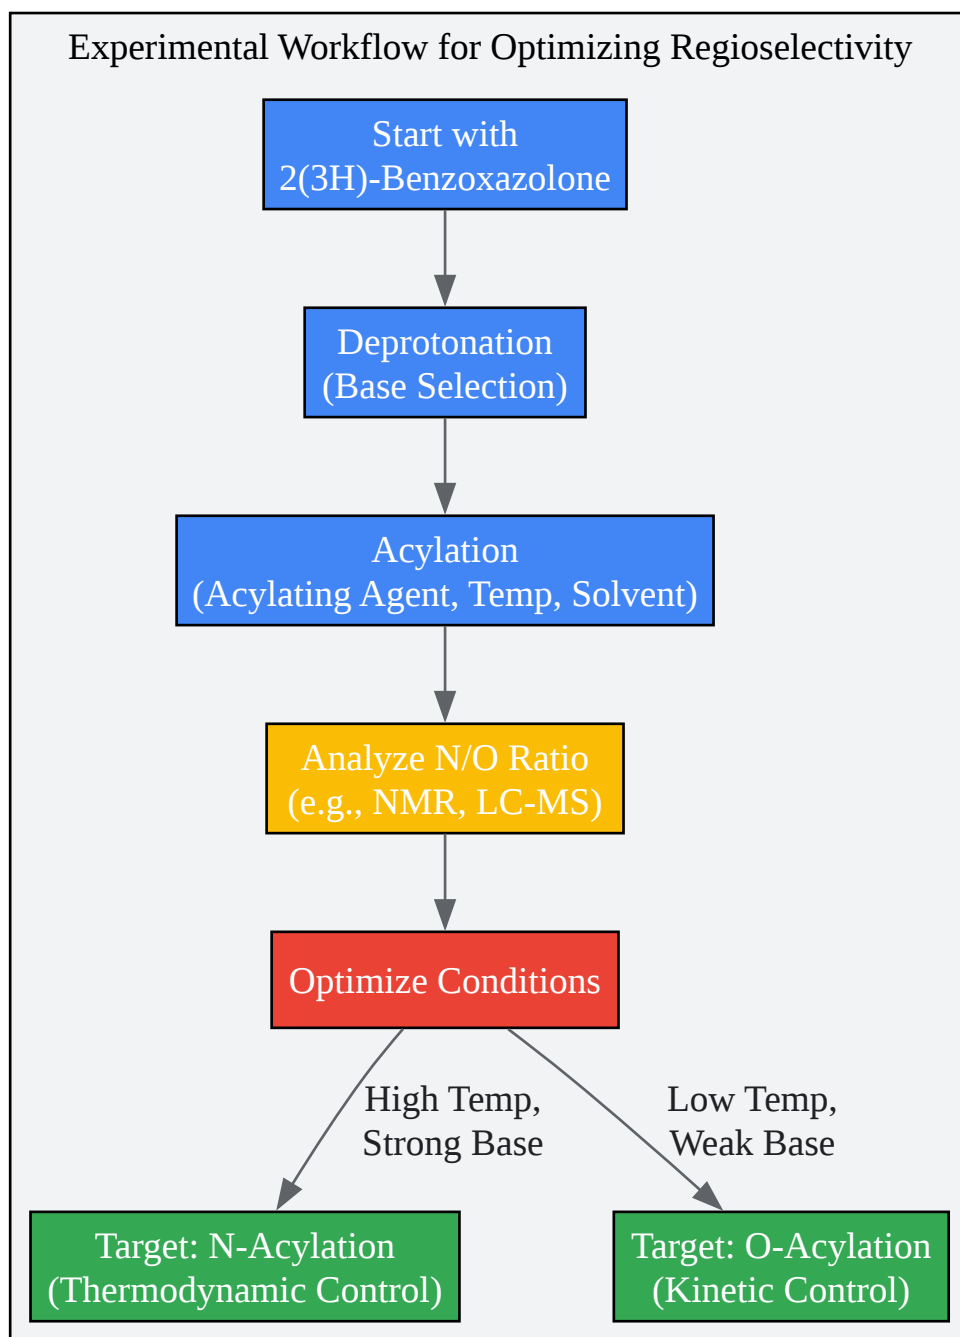 Experimental Workflow for Optimizing Regioselectivity
Start with
2(3H)-Benzoxazolone
Deprotonation
(Base Selection)
Acylation
(Acylating Agent, Temp, Solvent)
Analyze N/O Ratio
(e.g., NMR, LC-MS)
Optimize Conditions
High Temp,
Strong Base
Low Temp,
Weak Base
Target: N-Acylation
(Thermodynamic Control)
Target: O-Acylation
(Kinetic Control)